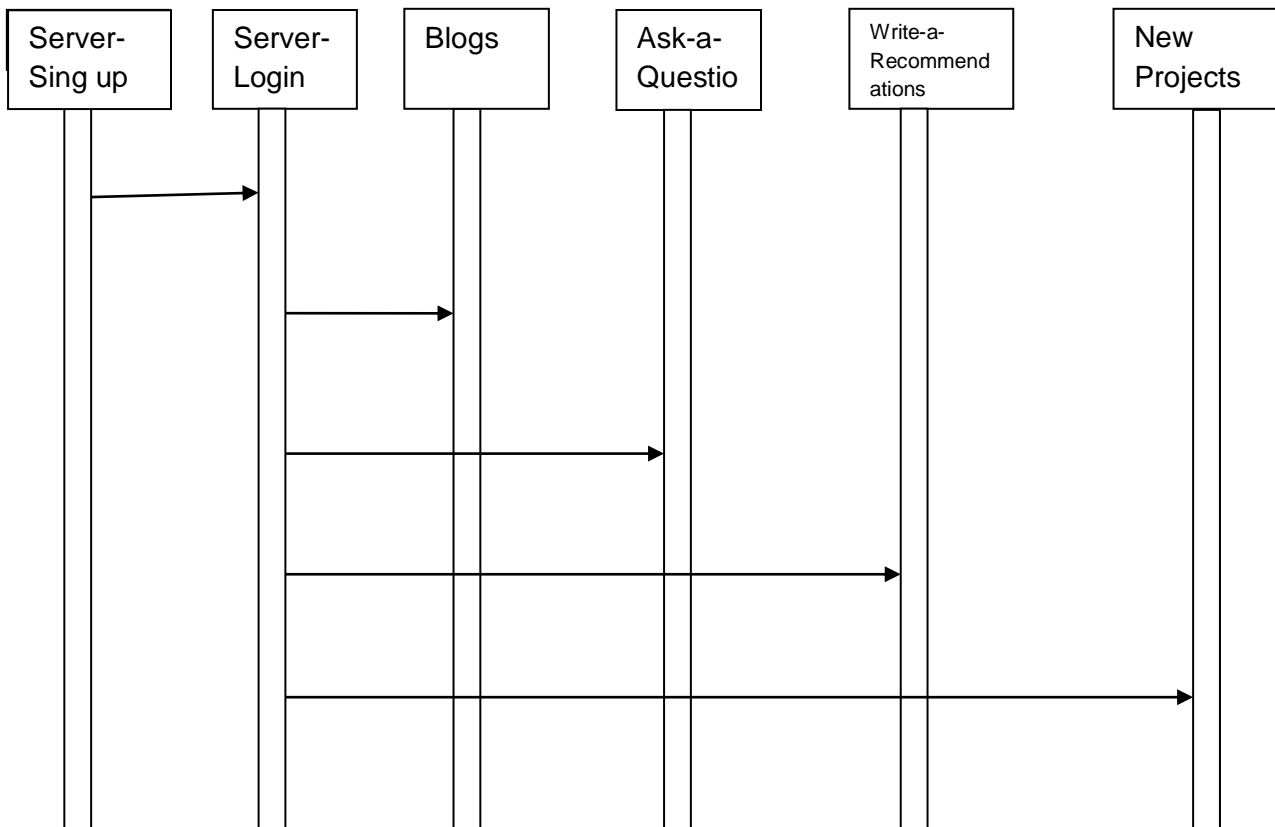 Server-
Sing up
Server-
Login
Blogs
Ask-a-
Questio
Write-a-
Recommend
ations
New
Projects